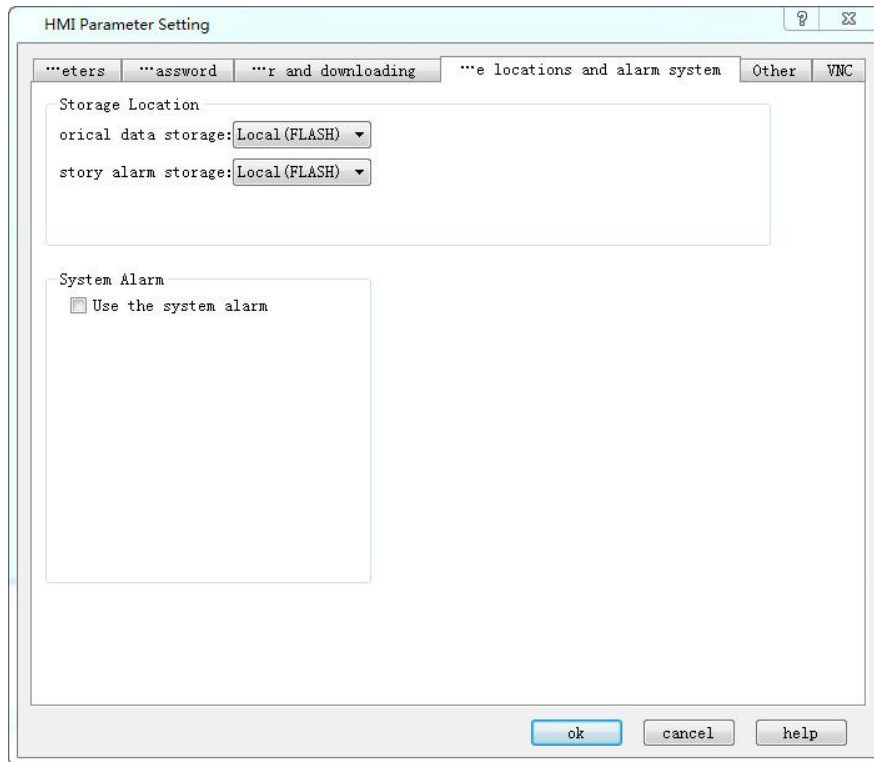 HMI Parameter Setting
…eters …assword …r and downloading …e locations and alarm system Other VNC
Storage Location
orical data storage: Local(FLASH)
story alarm storage: Local(FLASH)
System Alarm
Use the system alarm
ok cancel help